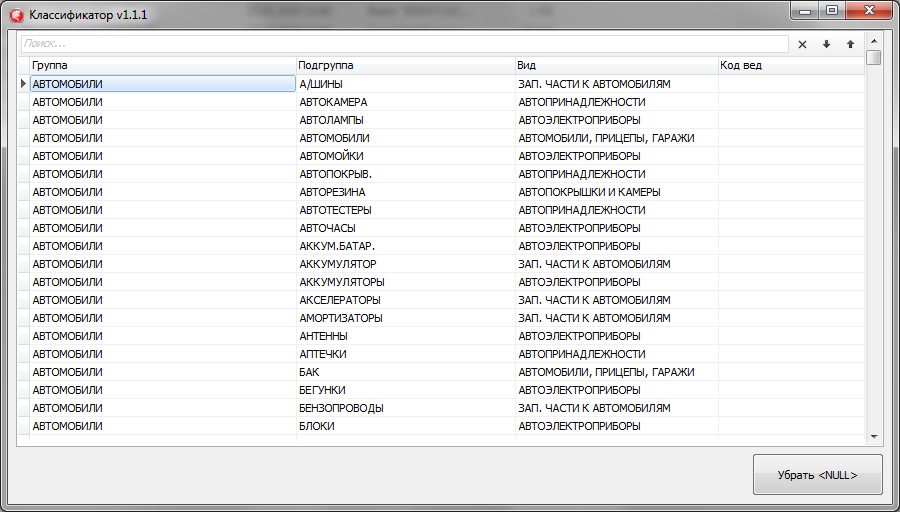 Классификатор v1.1.1
Поиск...
Группа Подгруппа Вид Код вед
АВТОМОБИЛИ А/ШИНЫ ЗАП. ЧАСТИ К АВТОМОБИЛЯМ
АВТОМОБИЛИ АВТОКАМЕРА АВТОПРИНАДЛЕЖНОСТИ
АВТОМОБИЛИ АВТОЛАМПЫ АВТОЭЛЕКТРОПРИБОРЫ
АВТОМОБИЛИ АВТОМОБИЛИ АВТОМОБИЛИ, ПРИЦЕПЫ, ГАРАЖИ
АВТОМОБИЛИ АВТОМОЙКИ АВТОЭЛЕКТРОПРИБОРЫ
АВТОМОБИЛИ АВТОПОКРЫВ. АВТОПРИНАДЛЕЖНОСТИ
АВТОМОБИЛИ АВТОРЕЗИНА АВТОПОКРЫШКИ И КАМЕРЫ
АВТОМОБИЛИ АВТОТЕСТЕРЫ АВТОПРИНАДЛЕЖНОСТИ
АВТОМОБИЛИ АВТОЧАСЫ АВТОЭЛЕКТРОПРИБОРЫ
АВТОМОБИЛИ АККУМ.БАТАР. АВТОЭЛЕКТРОПРИБОРЫ
АВТОМОБИЛИ АККУМУЛЯТОР ЗАП. ЧАСТИ К АВТОМОБИЛЯМ
АВТОМОБИЛИ АККУМУЛЯТОРЫ АВТОЭЛЕКТРОПРИБОРЫ
АВТОМОБИЛИ АКСЕЛЕРАТОРЫ ЗАП. ЧАСТИ К АВТОМОБИЛЯМ
АВТОМОБИЛИ АМОРТИЗАТОРЫ ЗАП. ЧАСТИ К АВТОМОБИЛЯМ
АВТОМОБИЛИ АНТЕННЫ АВТОЭЛЕКТРОПРИБОРЫ
АВТОМОБИЛИ АПТЕЧКИ АВТОПРИНАДЛЕЖНОСТИ
АВТОМОБИЛИ БАК АВТОМОБИЛИ, ПРИЦЕПЫ, ГАРАЖИ
АВТОМОБИЛИ БЕГУНКИ АВТОЭЛЕКТРОПРИБОРЫ
АВТОМОБИЛИ БЕНЗОПРОВОДЫ ЗАП. ЧАСТИ К АВТОМОБИЛЯМ
АВТОМОБИЛИ БЛОКИ АВТОЭЛЕКТРОПРИБОРЫ
Убрать <NULL>